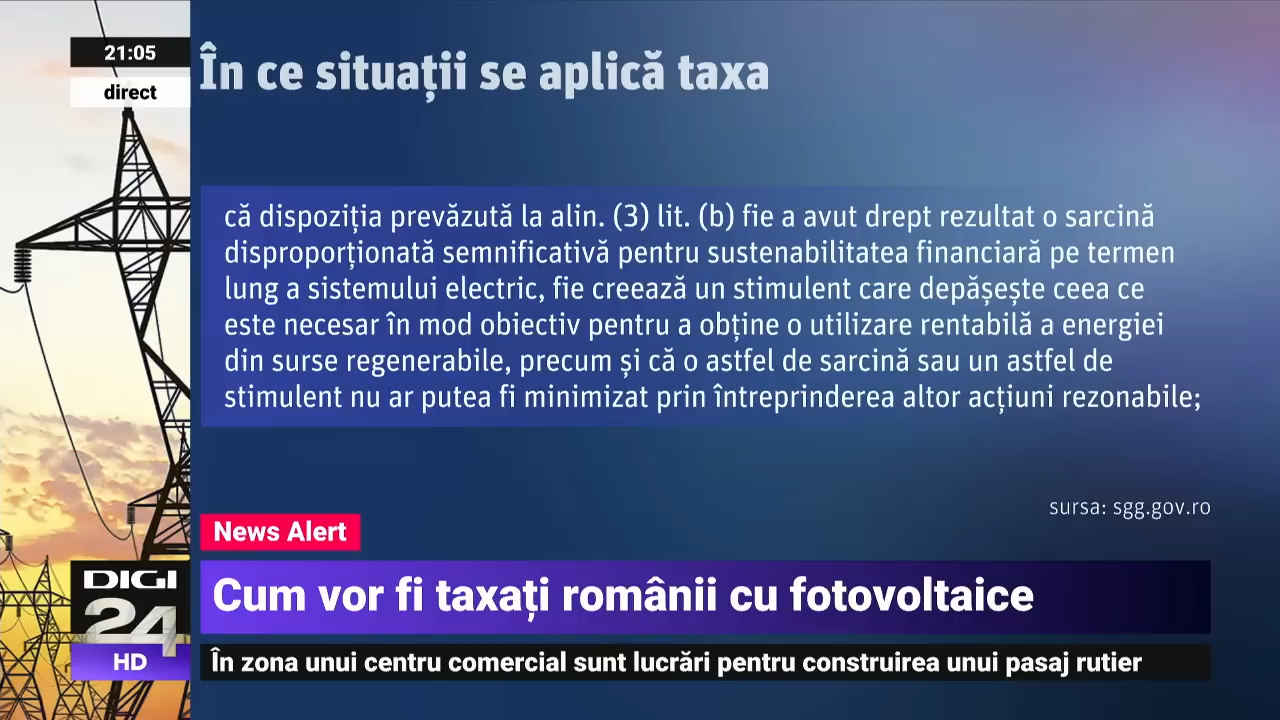 21:05
direct
În ce situații se aplică taxa
că dispoziția prevăzută la alin. (3) lit. (b) fie a avut drept rezultat o sarcină
disproporționată semnificativă pentru sustenabilitatea financiară pe termen
lung a sistemului electric, fie creează un stimulent care depășește ceea ce
este necesar în mod obiectiv pentru a obține o utilizare rentabilă a energiei
din surse regenerabile, precum și că o astfel de sarcină sau un astfel de
stimulent nu ar putea fi minimizat prin întreprinderea altor acțiuni rezonabile;
sursa: sgg.gov.ro
News Alert
DIGI
24
HD
Cum vor fi taxați românii cu fotovoltaice
În zona unui centru comercial sunt lucrări pentru construirea unui pasaj rutier